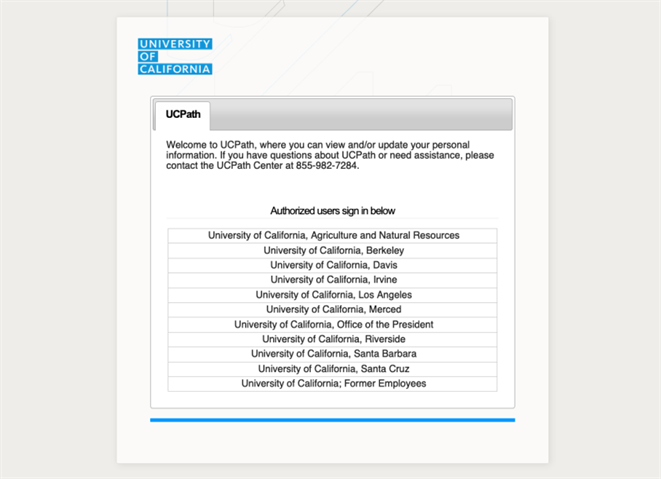 UNIVERSITY
OF
CALIFORNIA
UCPath
Welcome to UCPath, where you can view and/or update your personal
information. If you have questions about UCPath or need assistance, please
contact the UCPath Center at 855-982-7284.
Authorized users sign in below
University of California, Agriculture and Natural Resources
University of California, Berkeley
University of California, Davis
University of California, Irvine
University of California, Los Angeles
University of California, Merced
University of California, Office of the President
University of California, Riverside
University of California, Santa Barbara
University of California, Santa Cruz
University of California; Former Employees